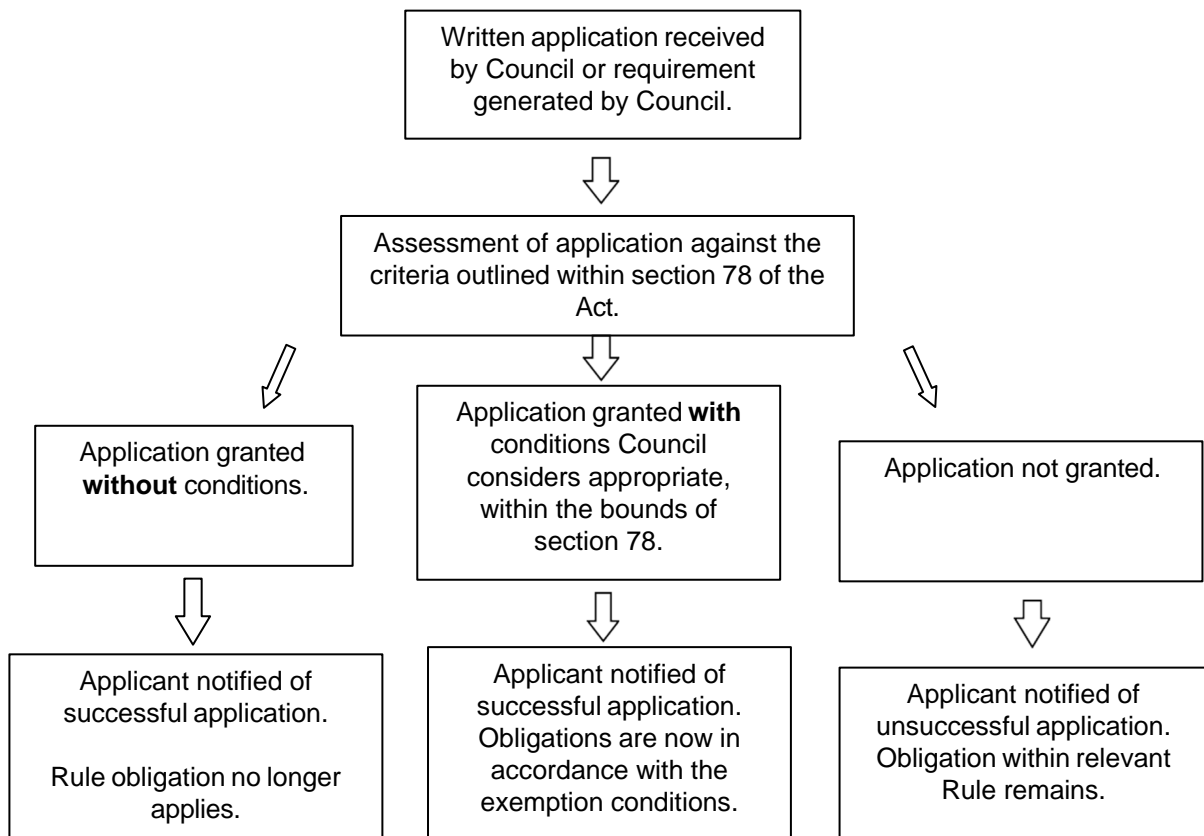 Written application received
by Council or requirement
generated by Council.
Assessment of application against the
criteria outlined within section 78 of the
Act.
Application granted
without conditions.
Application granted with
conditions Council
considers appropriate,
within the bounds of
section 78.
Application not granted.
Applicant notified of
successful application.
Rule obligation no longer
applies.
Applicant notified of
successful application.
Obligations are now in
accordance with the
exemption conditions.
Applicant notified of
unsuccessful application.
Obligation within relevant
Rule remains.